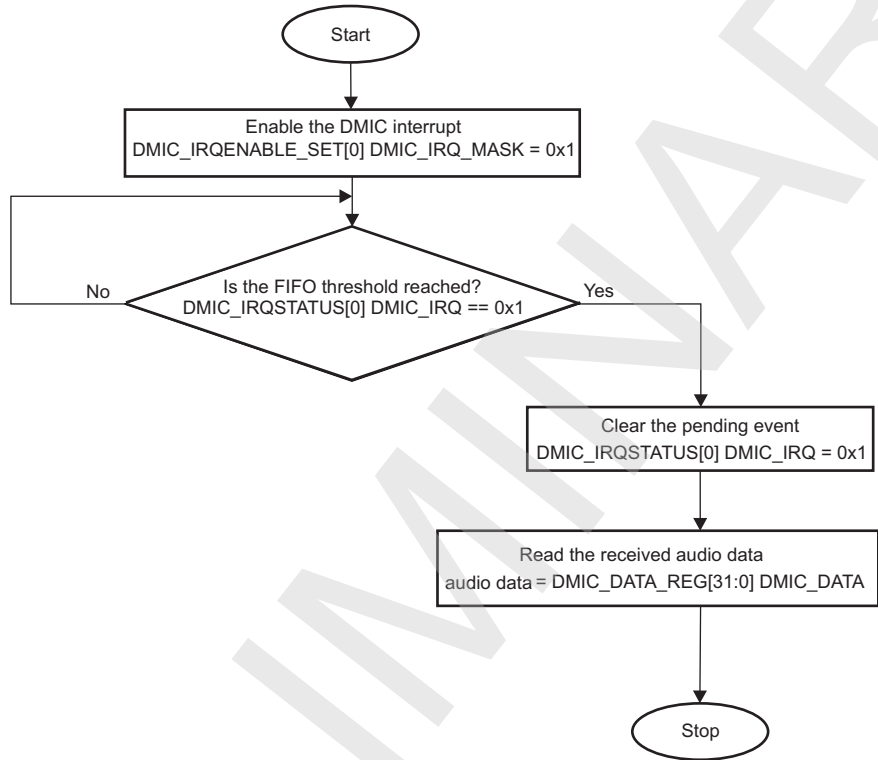 Start
Enable the DMIC interrupt
DMIC_IRQENABLE_SET[0] DMIC_IRQ_MASK = 0x1
Is the FIFO threshold reached?
DMIC_IRQSTATUS[0] DMIC_IRQ == 0x1
No
Yes
Clear the pending event
DMIC_IRQSTATUS[0] DMIC_IRQ = 0x1
Read the received audio data
audio data = DMIC_DATA_REG[31:0] DMIC_DATA
Stop
IMINAR